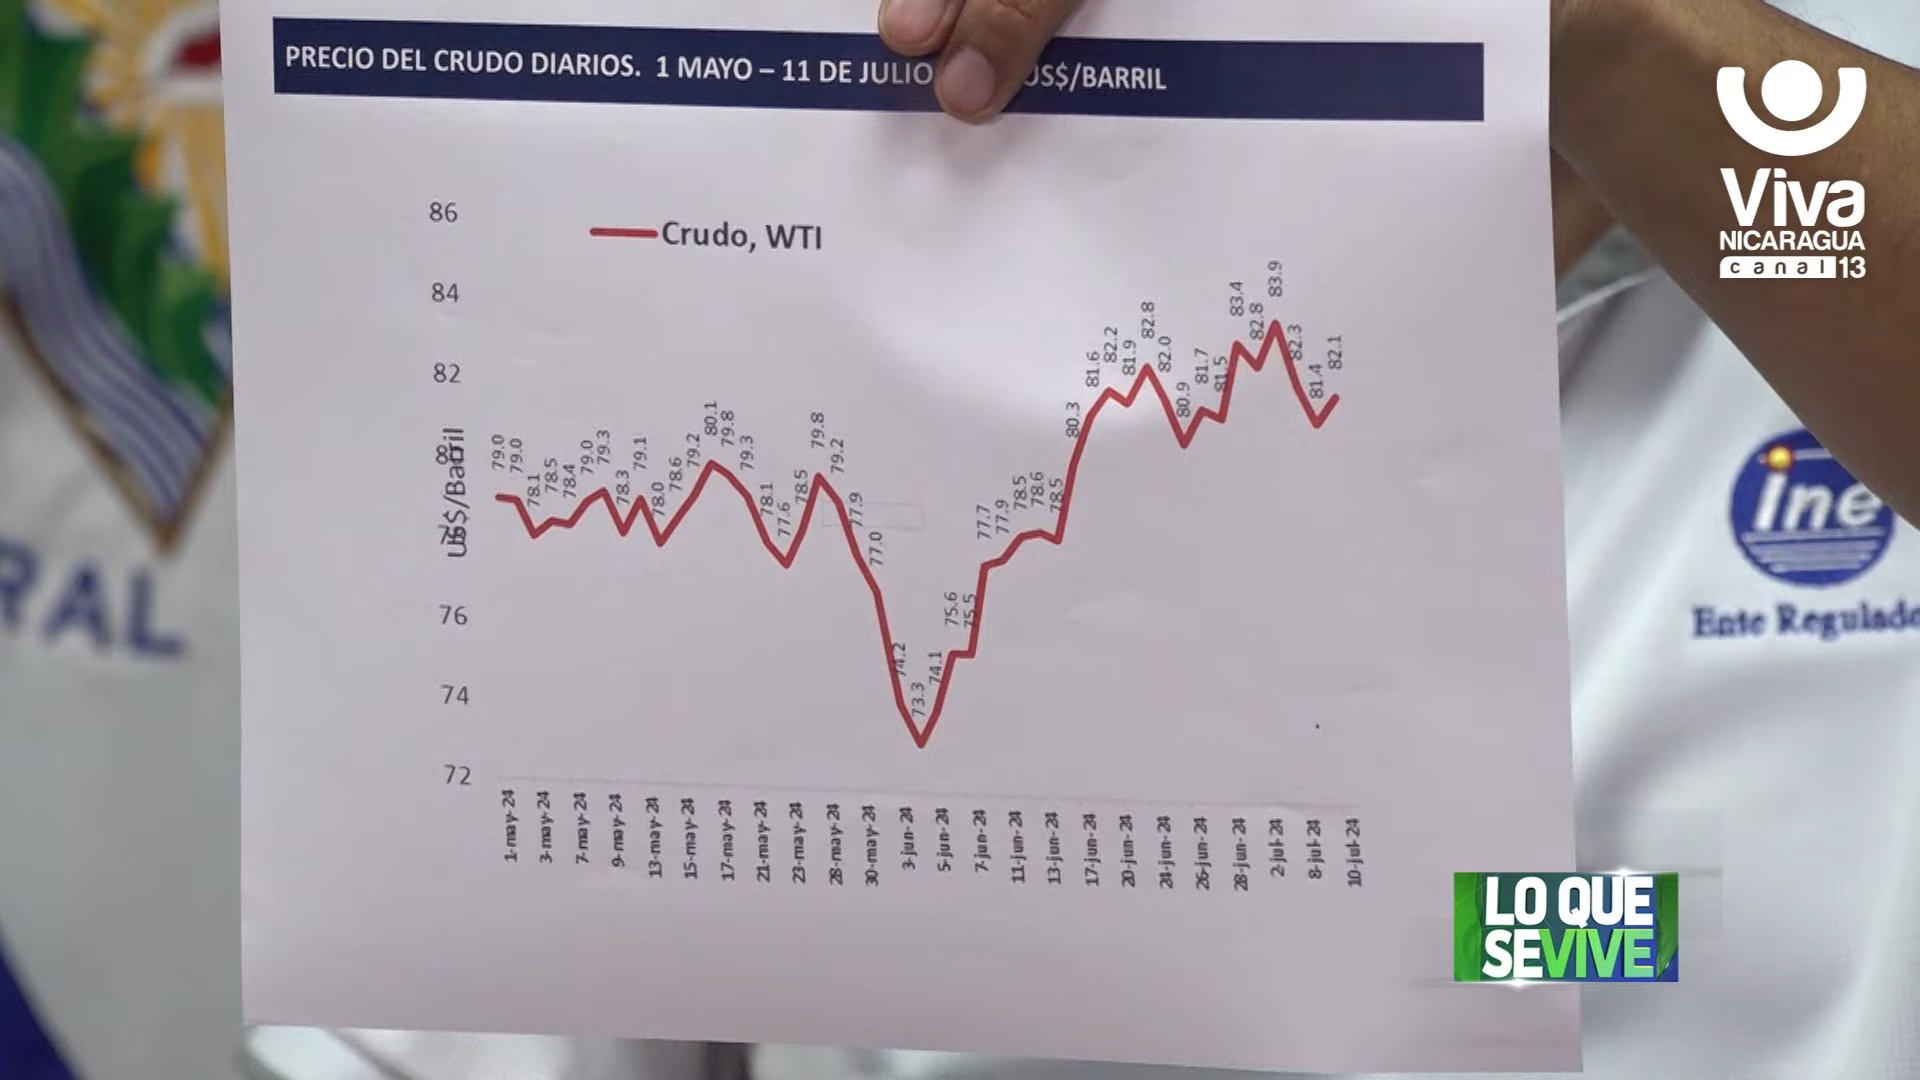 PRECIO DEL CRUDO DIARIOS. 1 MAYO – 11 DE JULIO US$/BARRIL
Viva
NICARAGUA
canal 13
Crudo, WTI
86
84
82
80
78
76
74
72
US$/Barril
79.0
79.0
78.1
78.5
78.4
79.0
79.3
78.3
79.1
78.0
78.6
79.2
80.1
79.8
79.3
78.1
77.6
78.5
79.8
79.2
77.9
77.0
74.2
73.3
74.1
75.6
75.5
77.7
77.9
78.5
78.6
78.5
80.3
81.6
82.2
81.9
82.8
82.0
80.9
81.7
81.5
83.4
82.8
83.9
82.3
81.4
82.1
1-may-24
3-may-24
7-may-24
9-may-24
13-may-24
15-may-24
17-may-24
21-may-24
23-may-24
28-may-24
30-may-24
3-jun-24
5-jun-24
7-jun-24
11-jun-24
13-jun-24
17-jun-24
20-jun-24
24-jun-24
26-jun-24
28-jun-24
2-jul-24
8-jul-24
10-jul-24
RAL
ine
Ente Regulado
LO QUE
SEVIVE